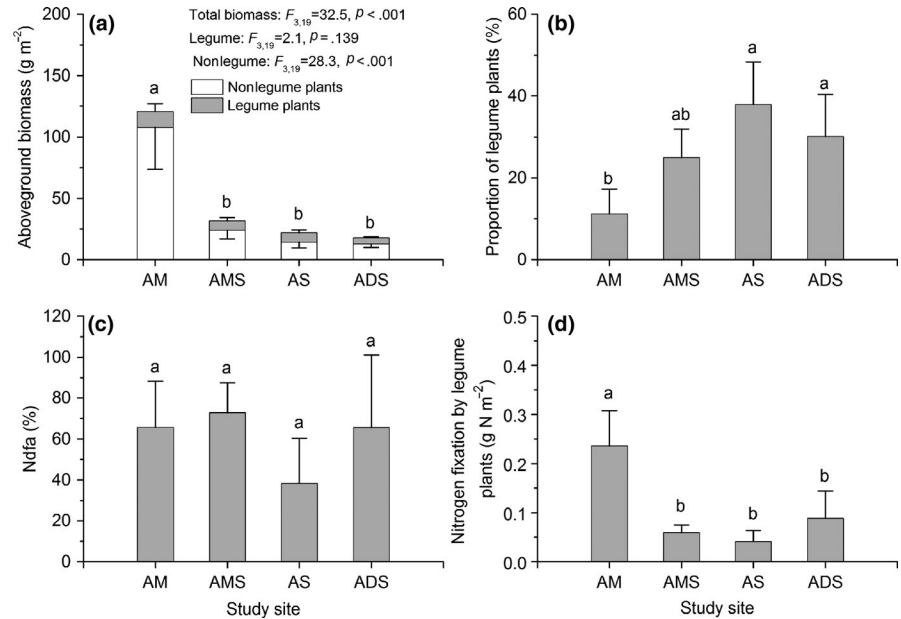 (a)
Total biomass: F3,19=32.5, p<.001
Legume: F3,19=2.1, p=.139
Nonlegume: F3,19=28.3, p<.001
Nonlegume plants
Legume plants
Aboveground biomass (g m−2)
200
150
100
50
0
a
b
b
b
AM
AMS
AS
ADS
(b)
Proportion of legume plants (%)
60
40
20
0
b
ab
a
a
AM
AMS
AS
ADS
(c)
Ndfa (%)
120
100
80
60
40
20
0
a
a
a
a
AM
AMS
AS
ADS
Study site
(d)
Nitrogen fixation by legume
plants (g N m−2)
0.5
0.4
0.3
0.2
0.1
0.0
a
b
b
b
AM
AMS
AS
ADS
Study site